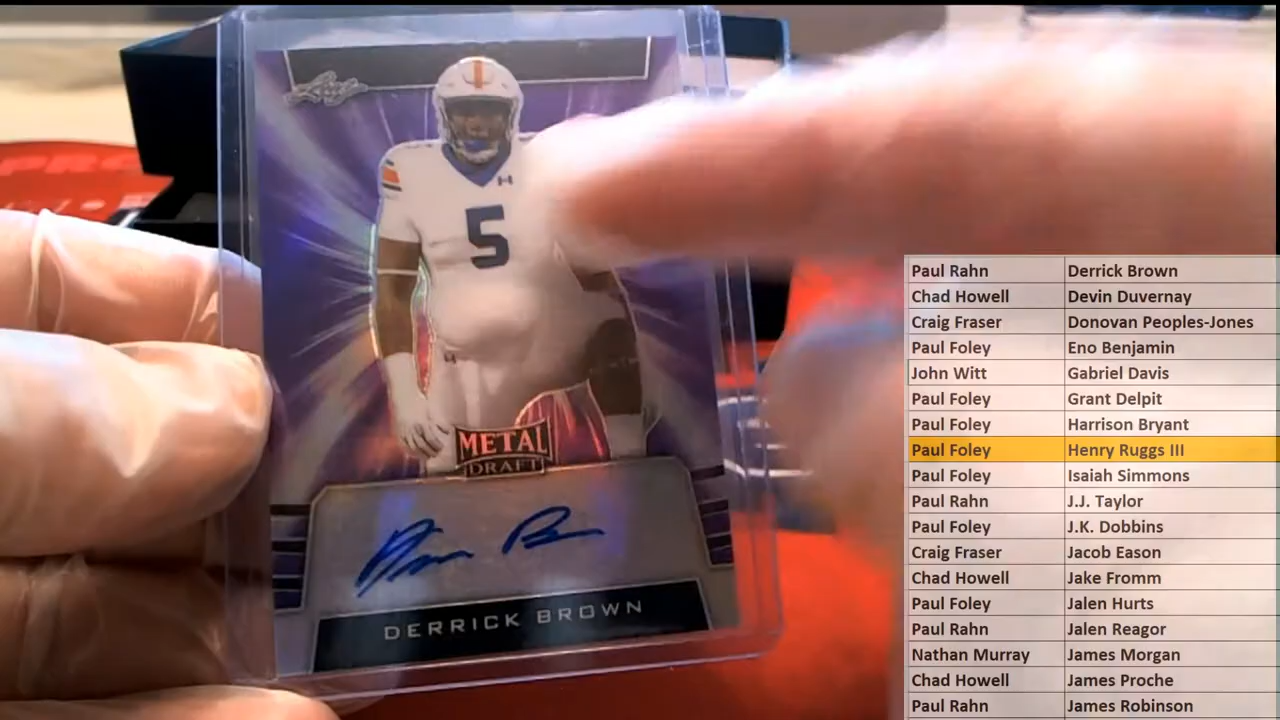 PRO
Leaf
5
METAL
DRAFT
DERRICK BROWN
Paul Rahn Derrick Brown
Chad Howell Devin Duvernay
Craig Fraser Donovan Peoples-Jones
Paul Foley Eno Benjamin
John Witt Gabriel Davis
Paul Foley Grant Delpit
Paul Foley Harrison Bryant
Paul Foley Henry Ruggs III
Paul Foley Isaiah Simmons
Paul Rahn J.J. Taylor
Paul Foley J.K. Dobbins
Craig Fraser Jacob Eason
Chad Howell Jake Fromm
Paul Foley Jalen Hurts
Paul Rahn Jalen Reagor
Nathan Murray James Morgan
Chad Howell James Proche
Paul Rahn James Robinson